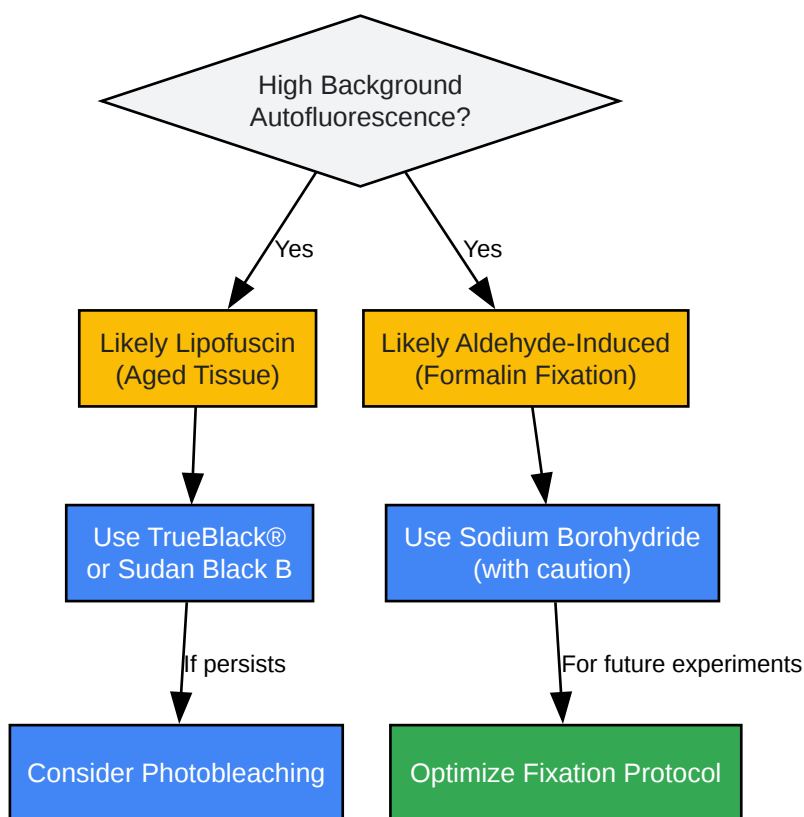 High Background
Autofluorescence?
Yes
Yes
Likely Lipofuscin
(Aged Tissue)
Likely Aldehyde-Induced
(Formalin Fixation)
Use TrueBlack®
or Sudan Black B
Use Sodium Borohydride
(with caution)
If persists
For future experiments
Consider Photobleaching
Optimize Fixation Protocol